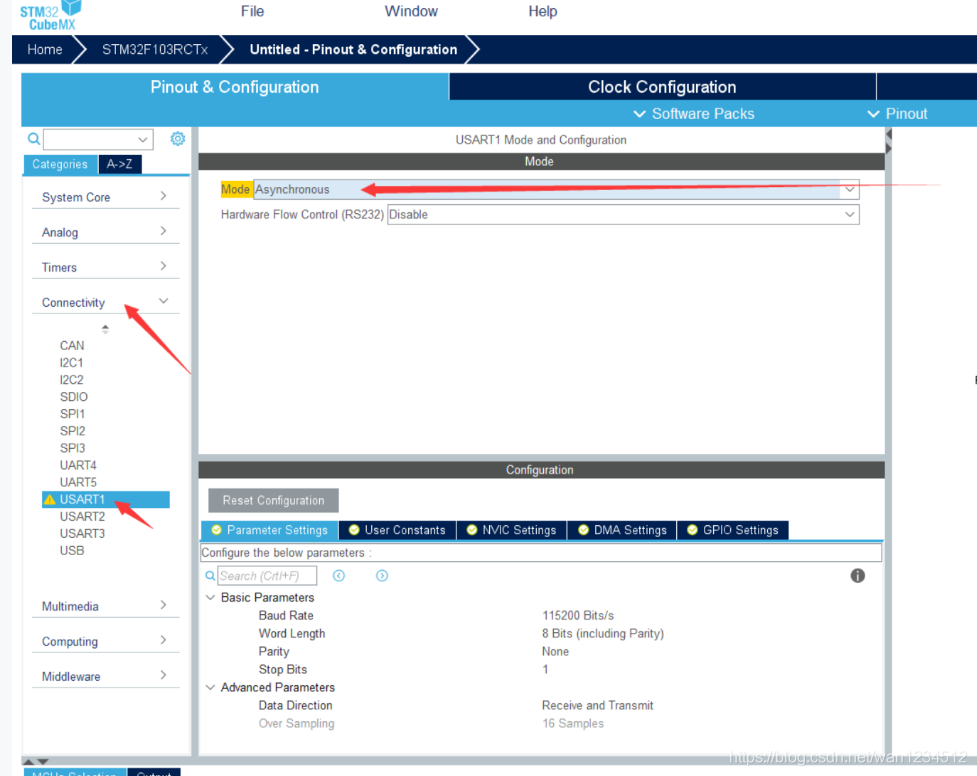 STM32
CubeMX
File Window Help
Home STM32F103RCTx Untitled - Pinout & Configuration
Pinout & Configuration Clock Configuration
Software Packs Pinout
USART1 Mode and Configuration
Categories A->Z
Mode
System Core
Mode Asynchronous
Hardware Flow Control (RS232) Disable
Analog
Timers
Connectivity
CAN
I2C1
I2C2
SDIO
SPI1
SPI2
SPI3
UART4
UART5
USART1
USART2
USART3
USB
Multimedia
Computing
Middleware
Configuration
Reset Configuration
Parameter Settings User Constants NVIC Settings DMA Settings GPIO Settings
Configure the below parameters :
Search (Crtl+F)
Basic Parameters
Baud Rate 115200 Bits/s
Word Length 8 Bits (including Parity)
Parity None
Stop Bits 1
Advanced Parameters
Data Direction Receive and Transmit
Over Sampling 16 Samples
https://blog.csdn.net/wan1234512
MCUs Selection Output